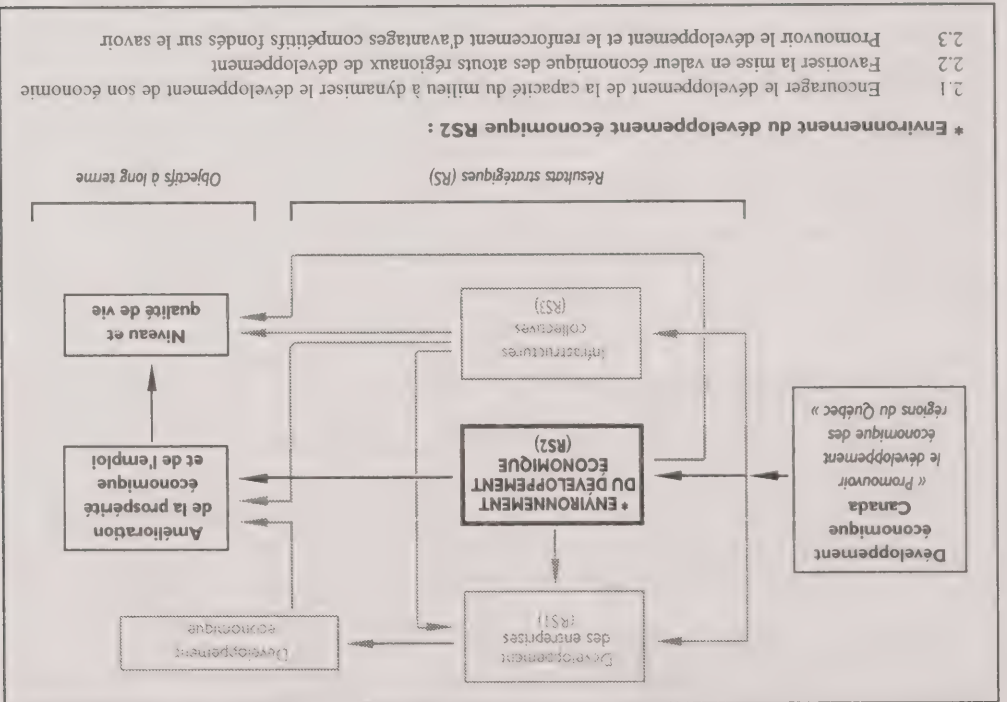 Développement
des entreprises
(RS1)
Développement
économique
Développement
économique
Canada
« Promouvoir
le développement
économique des
régions du Québec »
* ENVIRONNEMENT
DU DÉVELOPPEMENT
ÉCONOMIQUE
(RS2)
Amélioration
de la prospérité
économique
et de l'emploi
Infrastructures
collectives
(RS3)
Niveau et
qualité de vie
Résultats stratégiques (RS)
Objectifs à long terme
* Environnement du développement économique RS2 :
2.1 Encourager le développement de la capacité du milieu à dynamiser le développement de son économie
2.2 Favoriser la mise en valeur économique des atouts régionaux de développement
2.3 Promouvoir le développement et le renforcement d'avantages compétitifs fondés sur le savoir